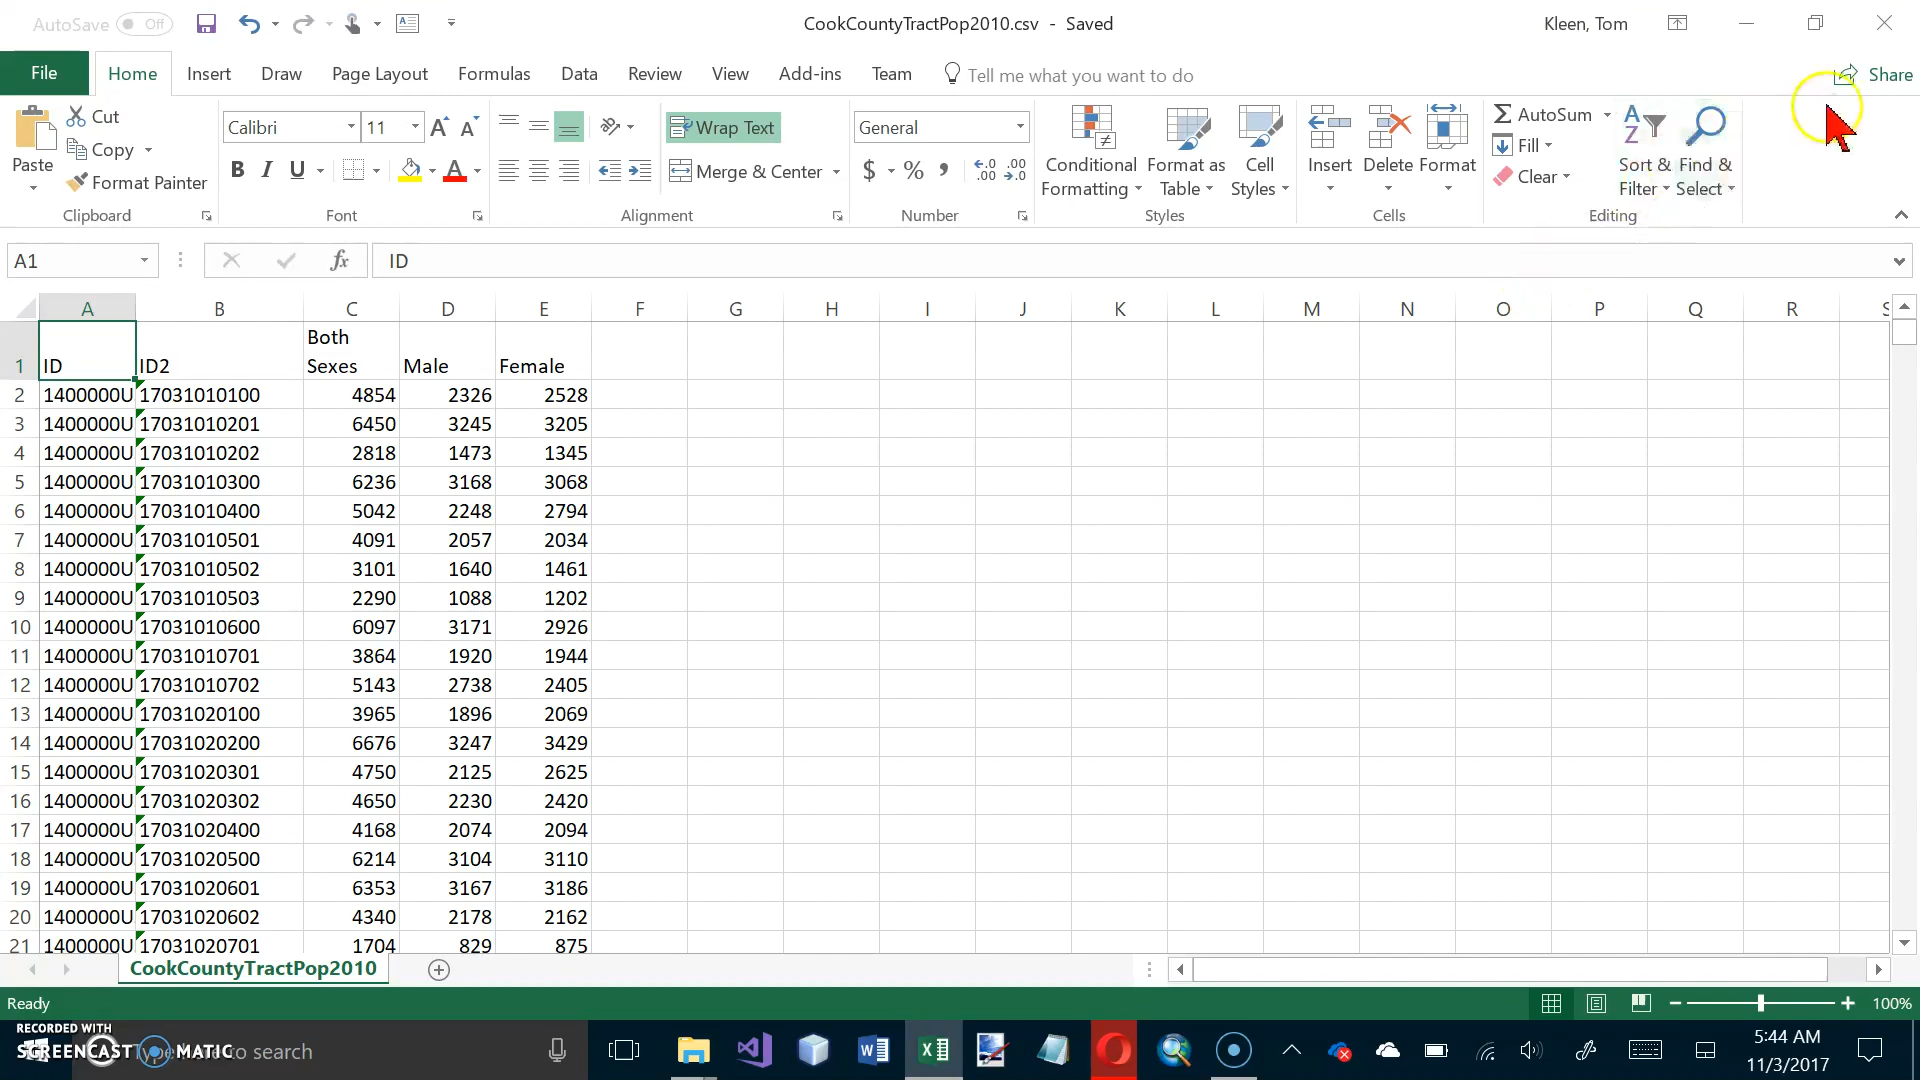 AutoSave Off
CookCountyTractPop2010.csv - Saved
Kleen, Tom
File Home Insert Draw Page Layout Formulas Data Review View Add-ins Team Tell me what you want to do Share
Paste
Cut
Copy
Format Painter
Clipboard
Calibri 11
B I U
Font
Wrap Text
Merge & Center
Alignment
General
$ % ,
Number
Conditional Formatting
Format as Table
Cell Styles
Styles
Insert Delete Format
Cells
AutoSum
Fill
Clear
Sort & Filter
Find & Select
Editing
A1 fx ID
A B C D E F G H I J K L M N O P Q R S
1 ID ID2 Both Sexes Male Female
2 1400000U 17031010100 4854 2326 2528
3 1400000U 17031010201 6450 3245 3205
4 1400000U 17031010202 2818 1473 1345
5 1400000U 17031010300 6236 3168 3068
6 1400000U 17031010400 5042 2248 2794
7 1400000U 17031010501 4091 2057 2034
8 1400000U 17031010502 3101 1640 1461
9 1400000U 17031010503 2290 1088 1202
10 1400000U 17031010600 6097 3171 2926
11 1400000U 17031010701 3864 1920 1944
12 1400000U 17031010702 5143 2738 2405
13 1400000U 17031020100 3965 1896 2069
14 1400000U 17031020200 6676 3247 3429
15 1400000U 17031020301 4750 2125 2625
16 1400000U 17031020302 4650 2230 2420
17 1400000U 17031020400 4168 2074 2094
18 1400000U 17031020500 6214 3104 3110
19 1400000U 17031020601 6353 3167 3186
20 1400000U 17031020602 4340 2178 2162
21 1400000U 17031020701 1704 829 875
CookCountyTractPop2010
Ready
100%
RECORDED WITH
SCREENCAST MATIC
Type here to search
5:44 AM
11/3/2017